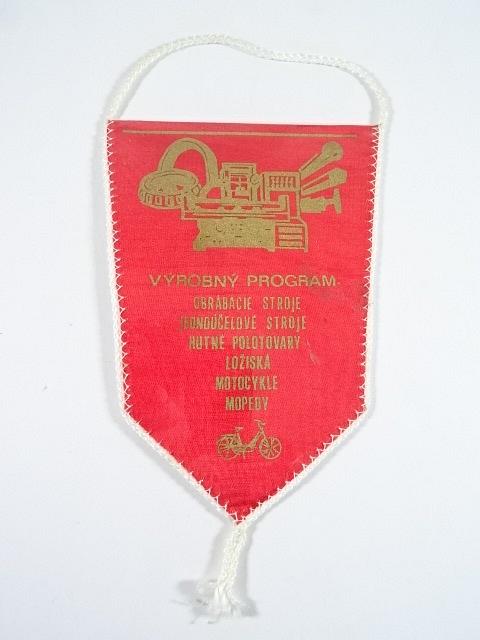 VÝROBNÝ PROGRAM:
OBRÁBACIE STROJE
JEDNOÚČELOVÉ STROJE
HUTNÉ POLOTOVARY
LOŽISKÁ
MOTOCYKLE
MOPEDY